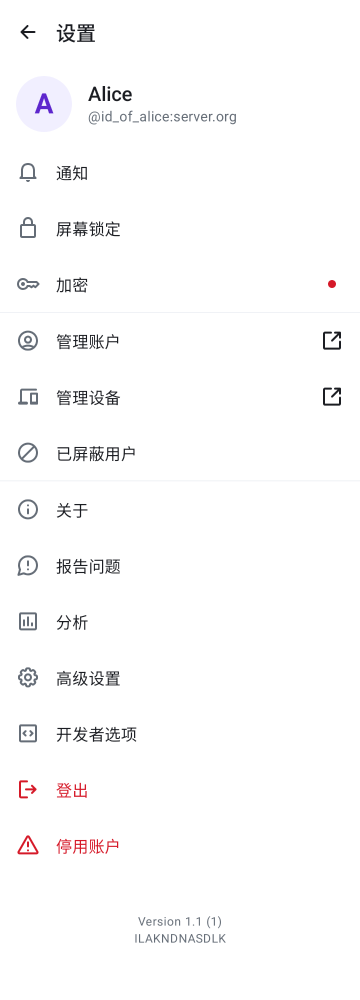 设置
A
Alice
@id_of_alice:server.org
通知
屏幕锁定
加密
管理账户
管理设备
已屏蔽用户
关于
报告问题
分析
高级设置
开发者选项
登出
停用账户
Version 1.1 (1)
ILAKNDNASDLK